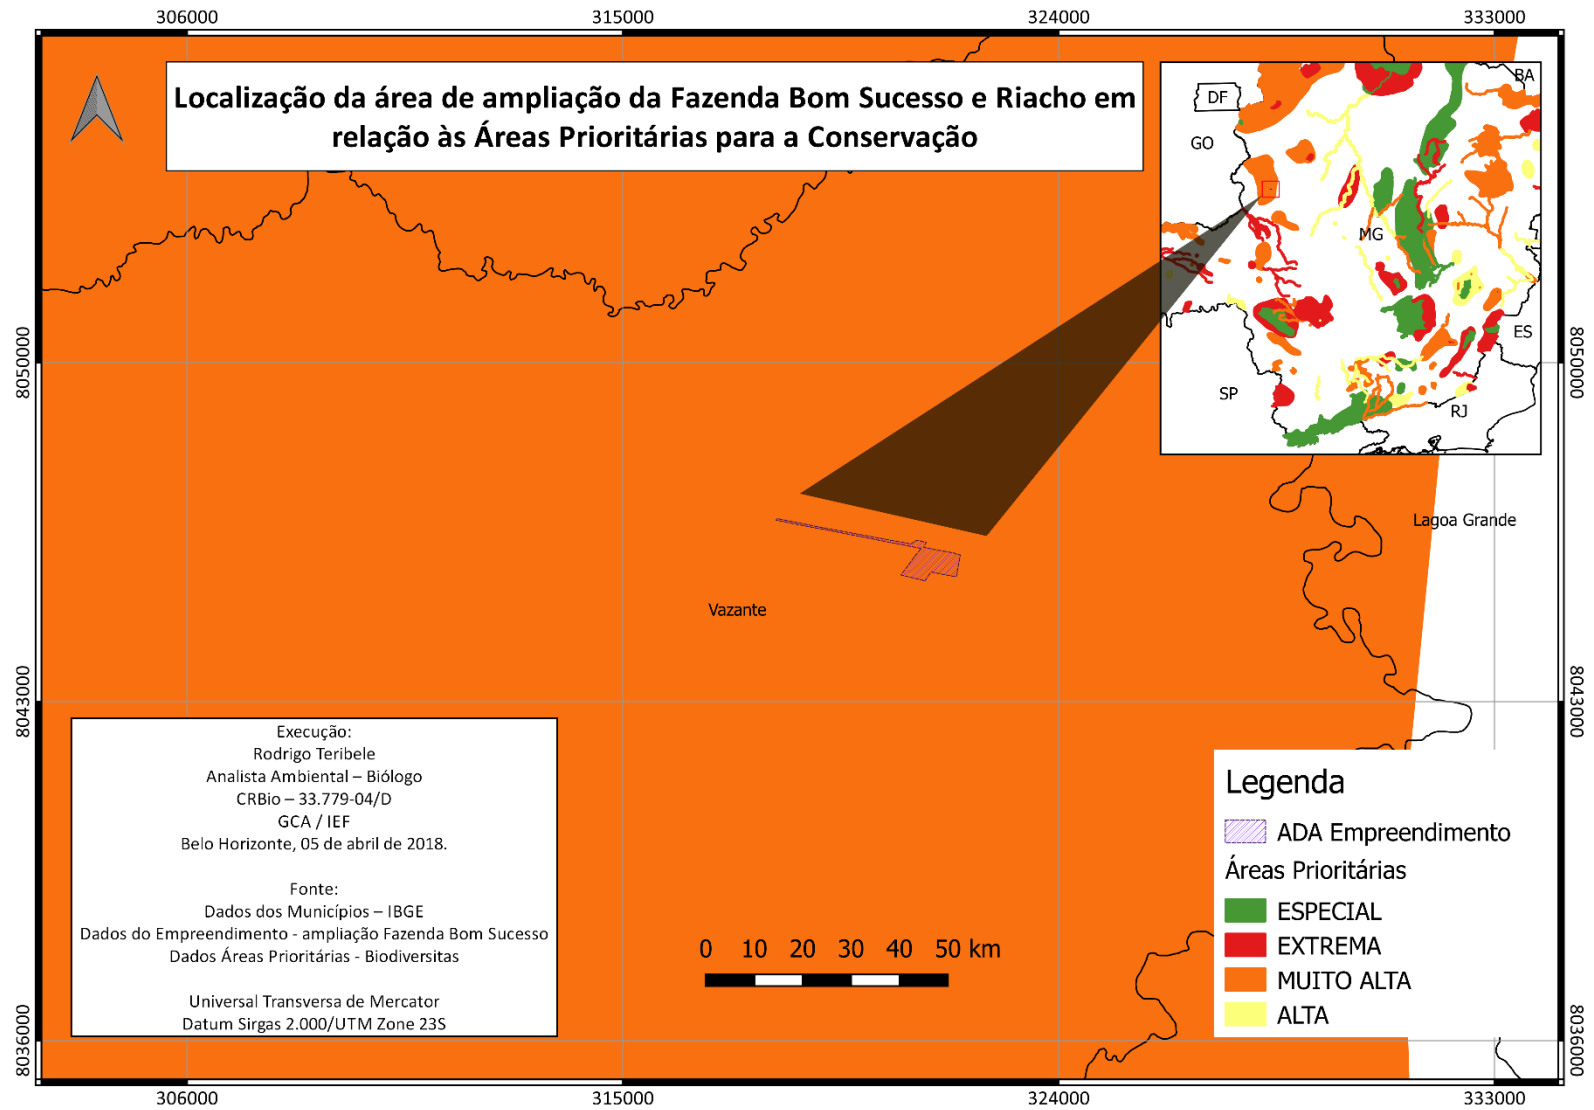 306000
315000
324000
333000
Localização da área de ampliação da Fazenda Bom Sucesso e Riacho em
relação às Áreas Prioritárias para a Conservação
BA
DF
GO
MG
ES
SP
RJ
8050000
8050000
Lagoa Grande
Vazante
8043000
8043000
Execução:
Rodrigo Teribele
Analista Ambiental – Biólogo
CRBio – 33.779-04/D
GCA / IEF
Belo Horizonte, 05 de abril de 2018.
Fonte:
Dados dos Municípios – IBGE
Dados do Empreendimento - ampliação Fazenda Bom Sucesso
Dados Áreas Prioritárias - Biodiversitas
Universal Transversa de Mercator
Datum Sirgas 2.000/UTM Zone 23S
0 10 20 30 40 50 km
Legenda
ADA Empreendimento
Áreas Prioritárias
ESPECIAL
EXTREMA
MUITO ALTA
ALTA
8036000
8036000
306000
315000
324000
333000